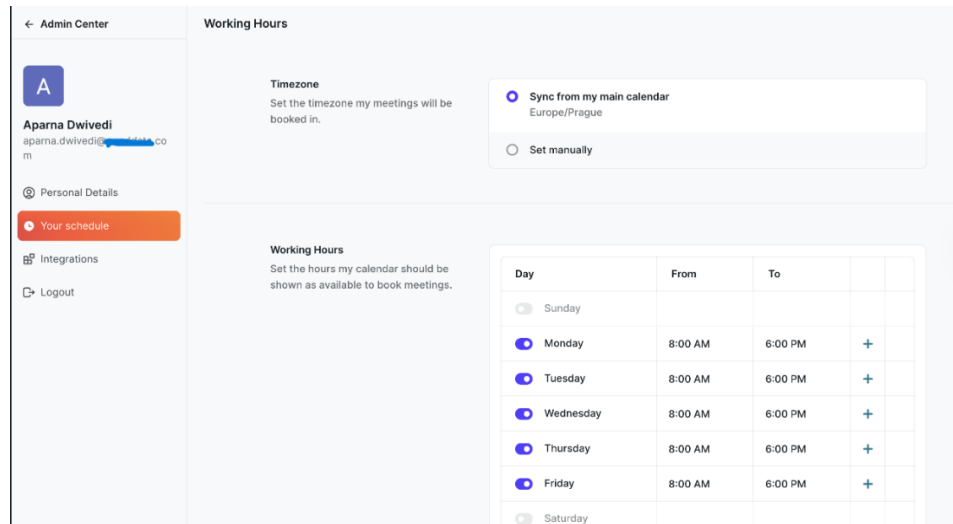 ← Admin Center
Working Hours
A
Aparna Dwivedi
aparna.dwivedi@ .co
m
Personal Details
Your schedule
Integrations
Logout
Timezone
Set the timezone my meetings will be
booked in.
Sync from my main calendar
Europe/Prague
Set manually
Working Hours
Set the hours my calendar should be
shown as available to book meetings.
Day From To
Sunday
Monday 8:00 AM 6:00 PM +
Tuesday 8:00 AM 6:00 PM +
Wednesday 8:00 AM 6:00 PM +
Thursday 8:00 AM 6:00 PM +
Friday 8:00 AM 6:00 PM +
Saturday